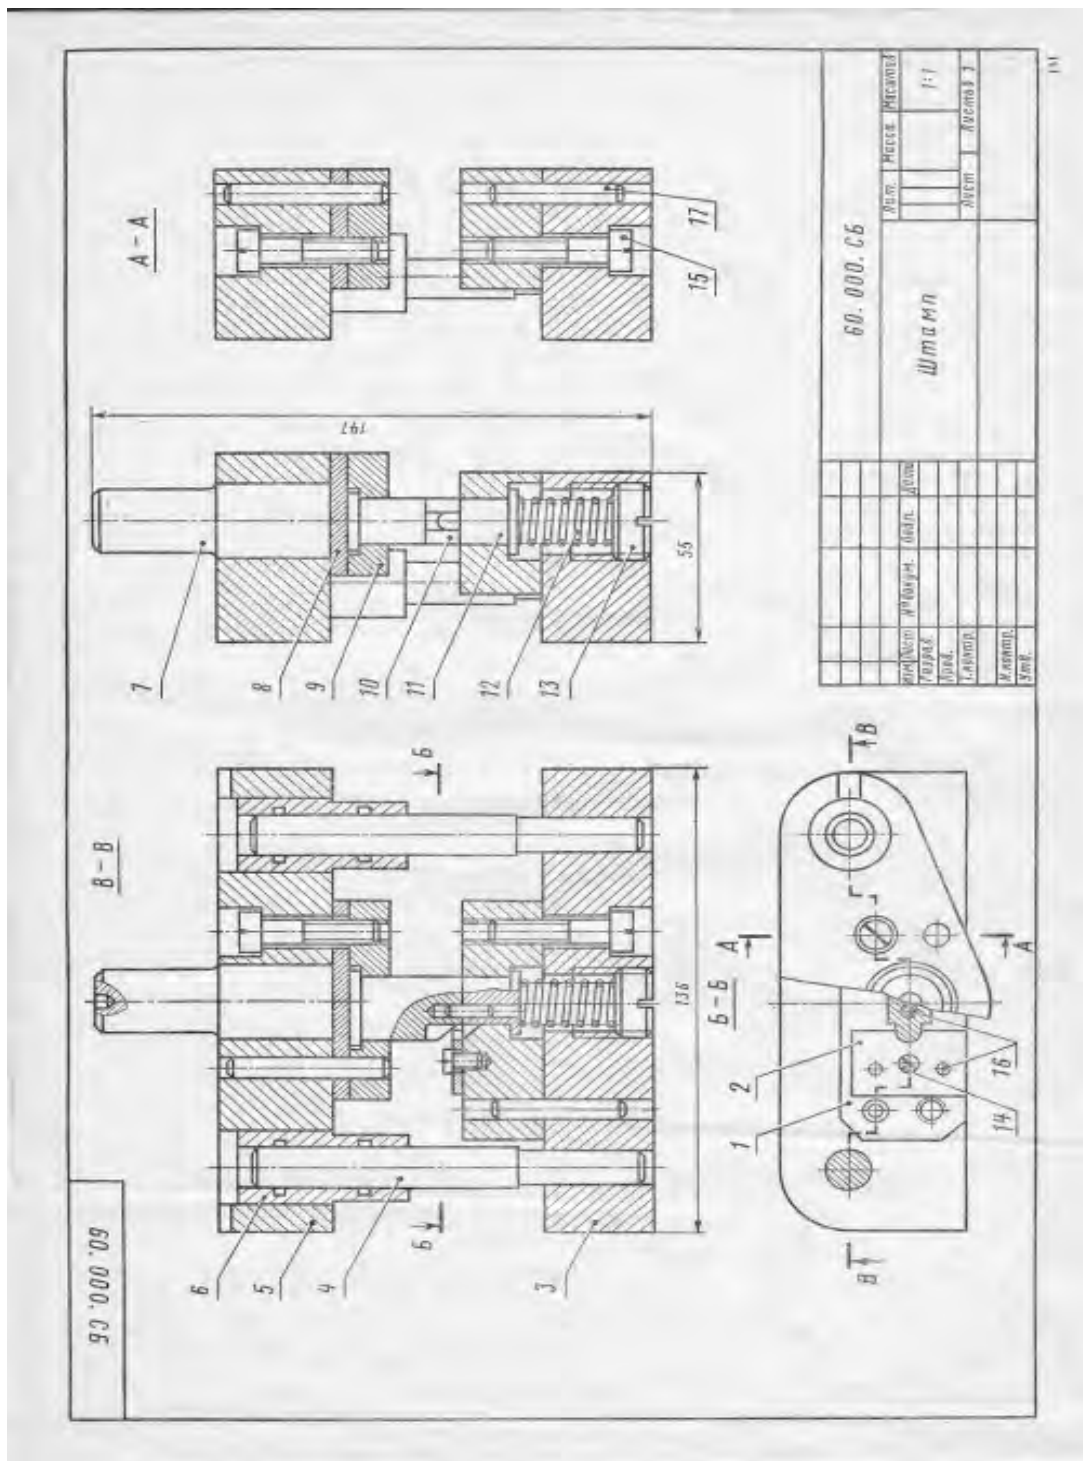 60. 000. СБ
В – В
А – А
6
5
4
3
Б
Б
136
7
8
9
10
11
12
13
147
55
15
17
Б – Б
1
2
14
16
А
А
В
В
60. 000. СБ
Штамп
Лит.
Масса
Масштаб
1:1
Лист
Листов 1
Изм
Лист
№ докум.
Подп.
Дата
Разраб.
Пров.
Т.контр.
Н.контр.
Утв.